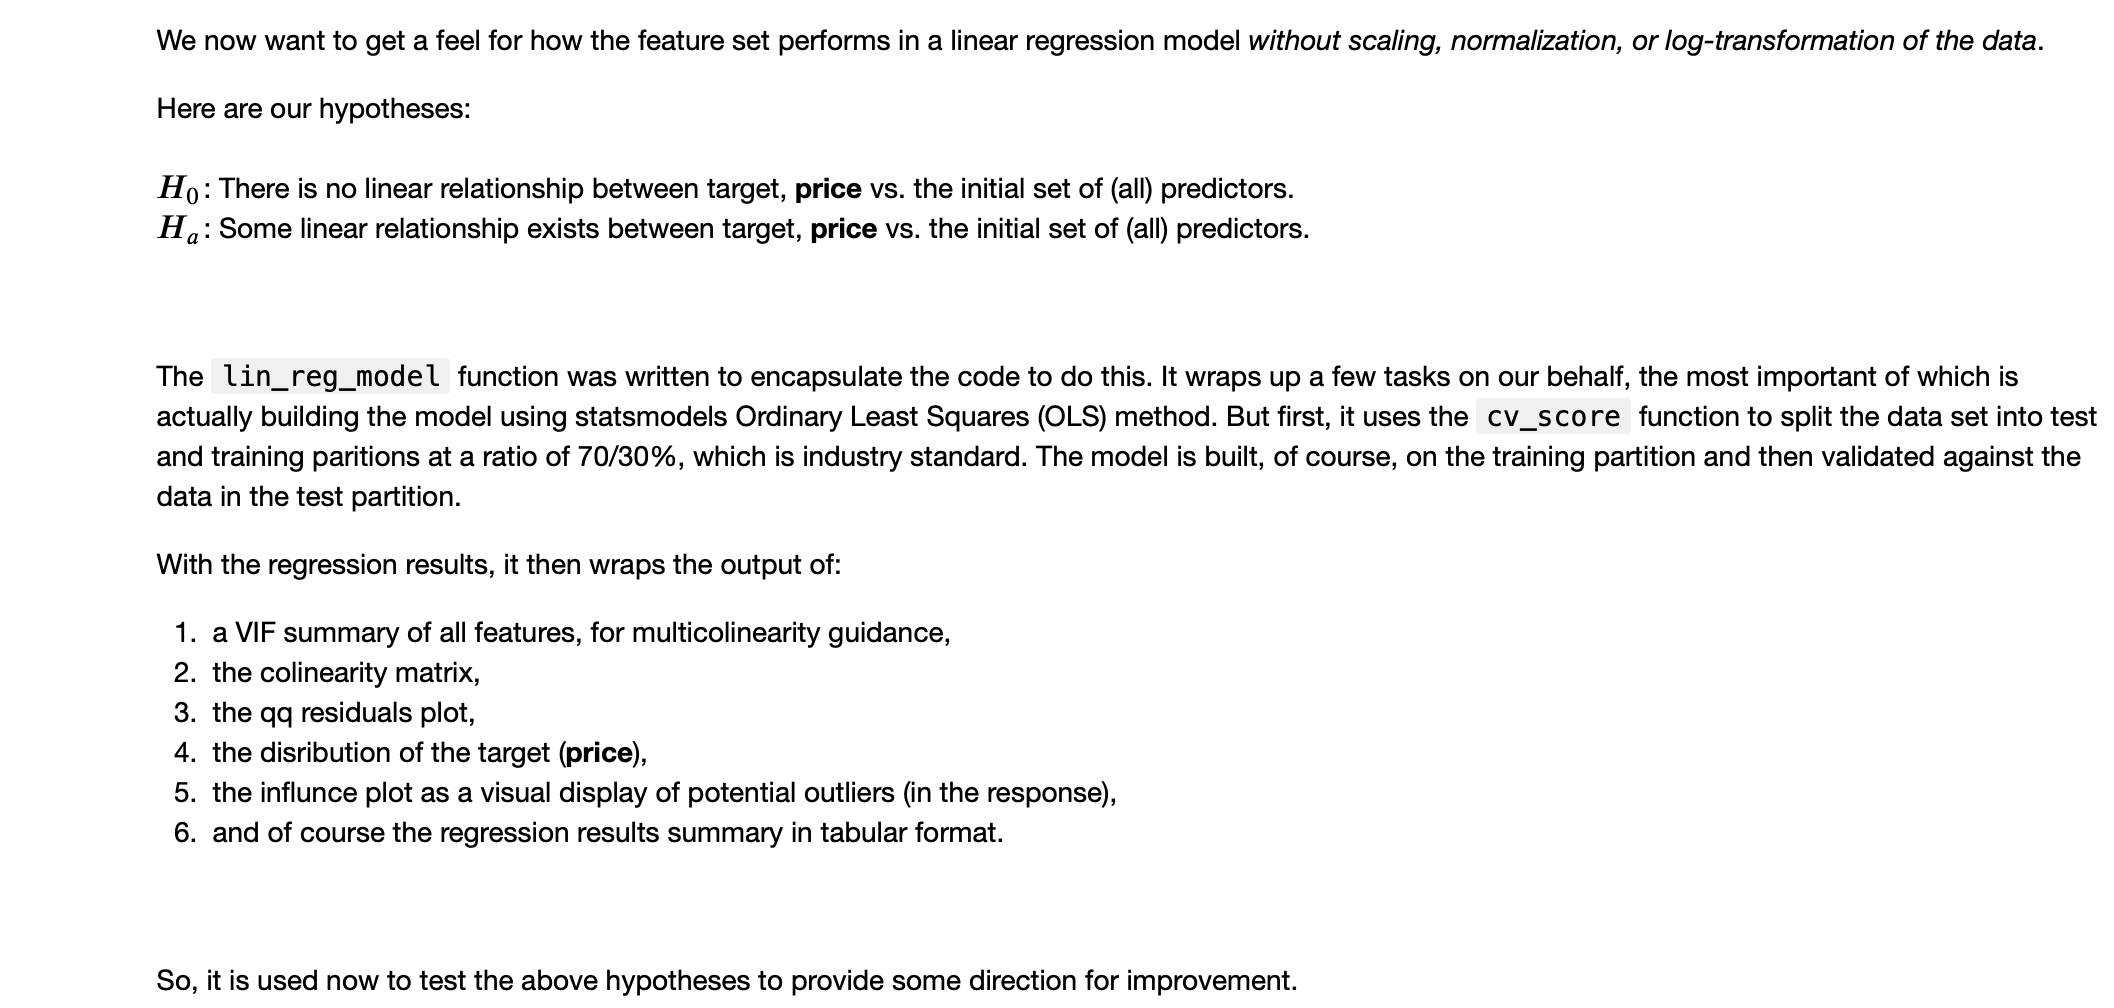 We now want to get a feel for how the feature set performs in a linear regression model without scaling, normalization, or log-transformation of the data.
Here are our hypotheses:
H0: There is no linear relationship between target, price vs. the initial set of (all) predictors.
Ha: Some linear relationship exists between target, price vs. the initial set of (all) predictors.
The lin_reg_model function was written to encapsulate the code to do this. It wraps up a few tasks on our behalf, the most important of which is
actually building the model using statsmodels Ordinary Least Squares (OLS) method. But first, it uses the cv_score function to split the data set into test
and training paritions at a ratio of 70/30%, which is industry standard. The model is built, of course, on the training partition and then validated against the
data in the test partition.
With the regression results, it then wraps the output of:
1. a VIF summary of all features, for multicolinearity guidance,
2. the colinearity matrix,
3. the qq residuals plot,
4. the disribution of the target (price),
5. the influnce plot as a visual display of potential outliers (in the response),
6. and of course the regression results summary in tabular format.
So, it is used now to test the above hypotheses to provide some direction for improvement.